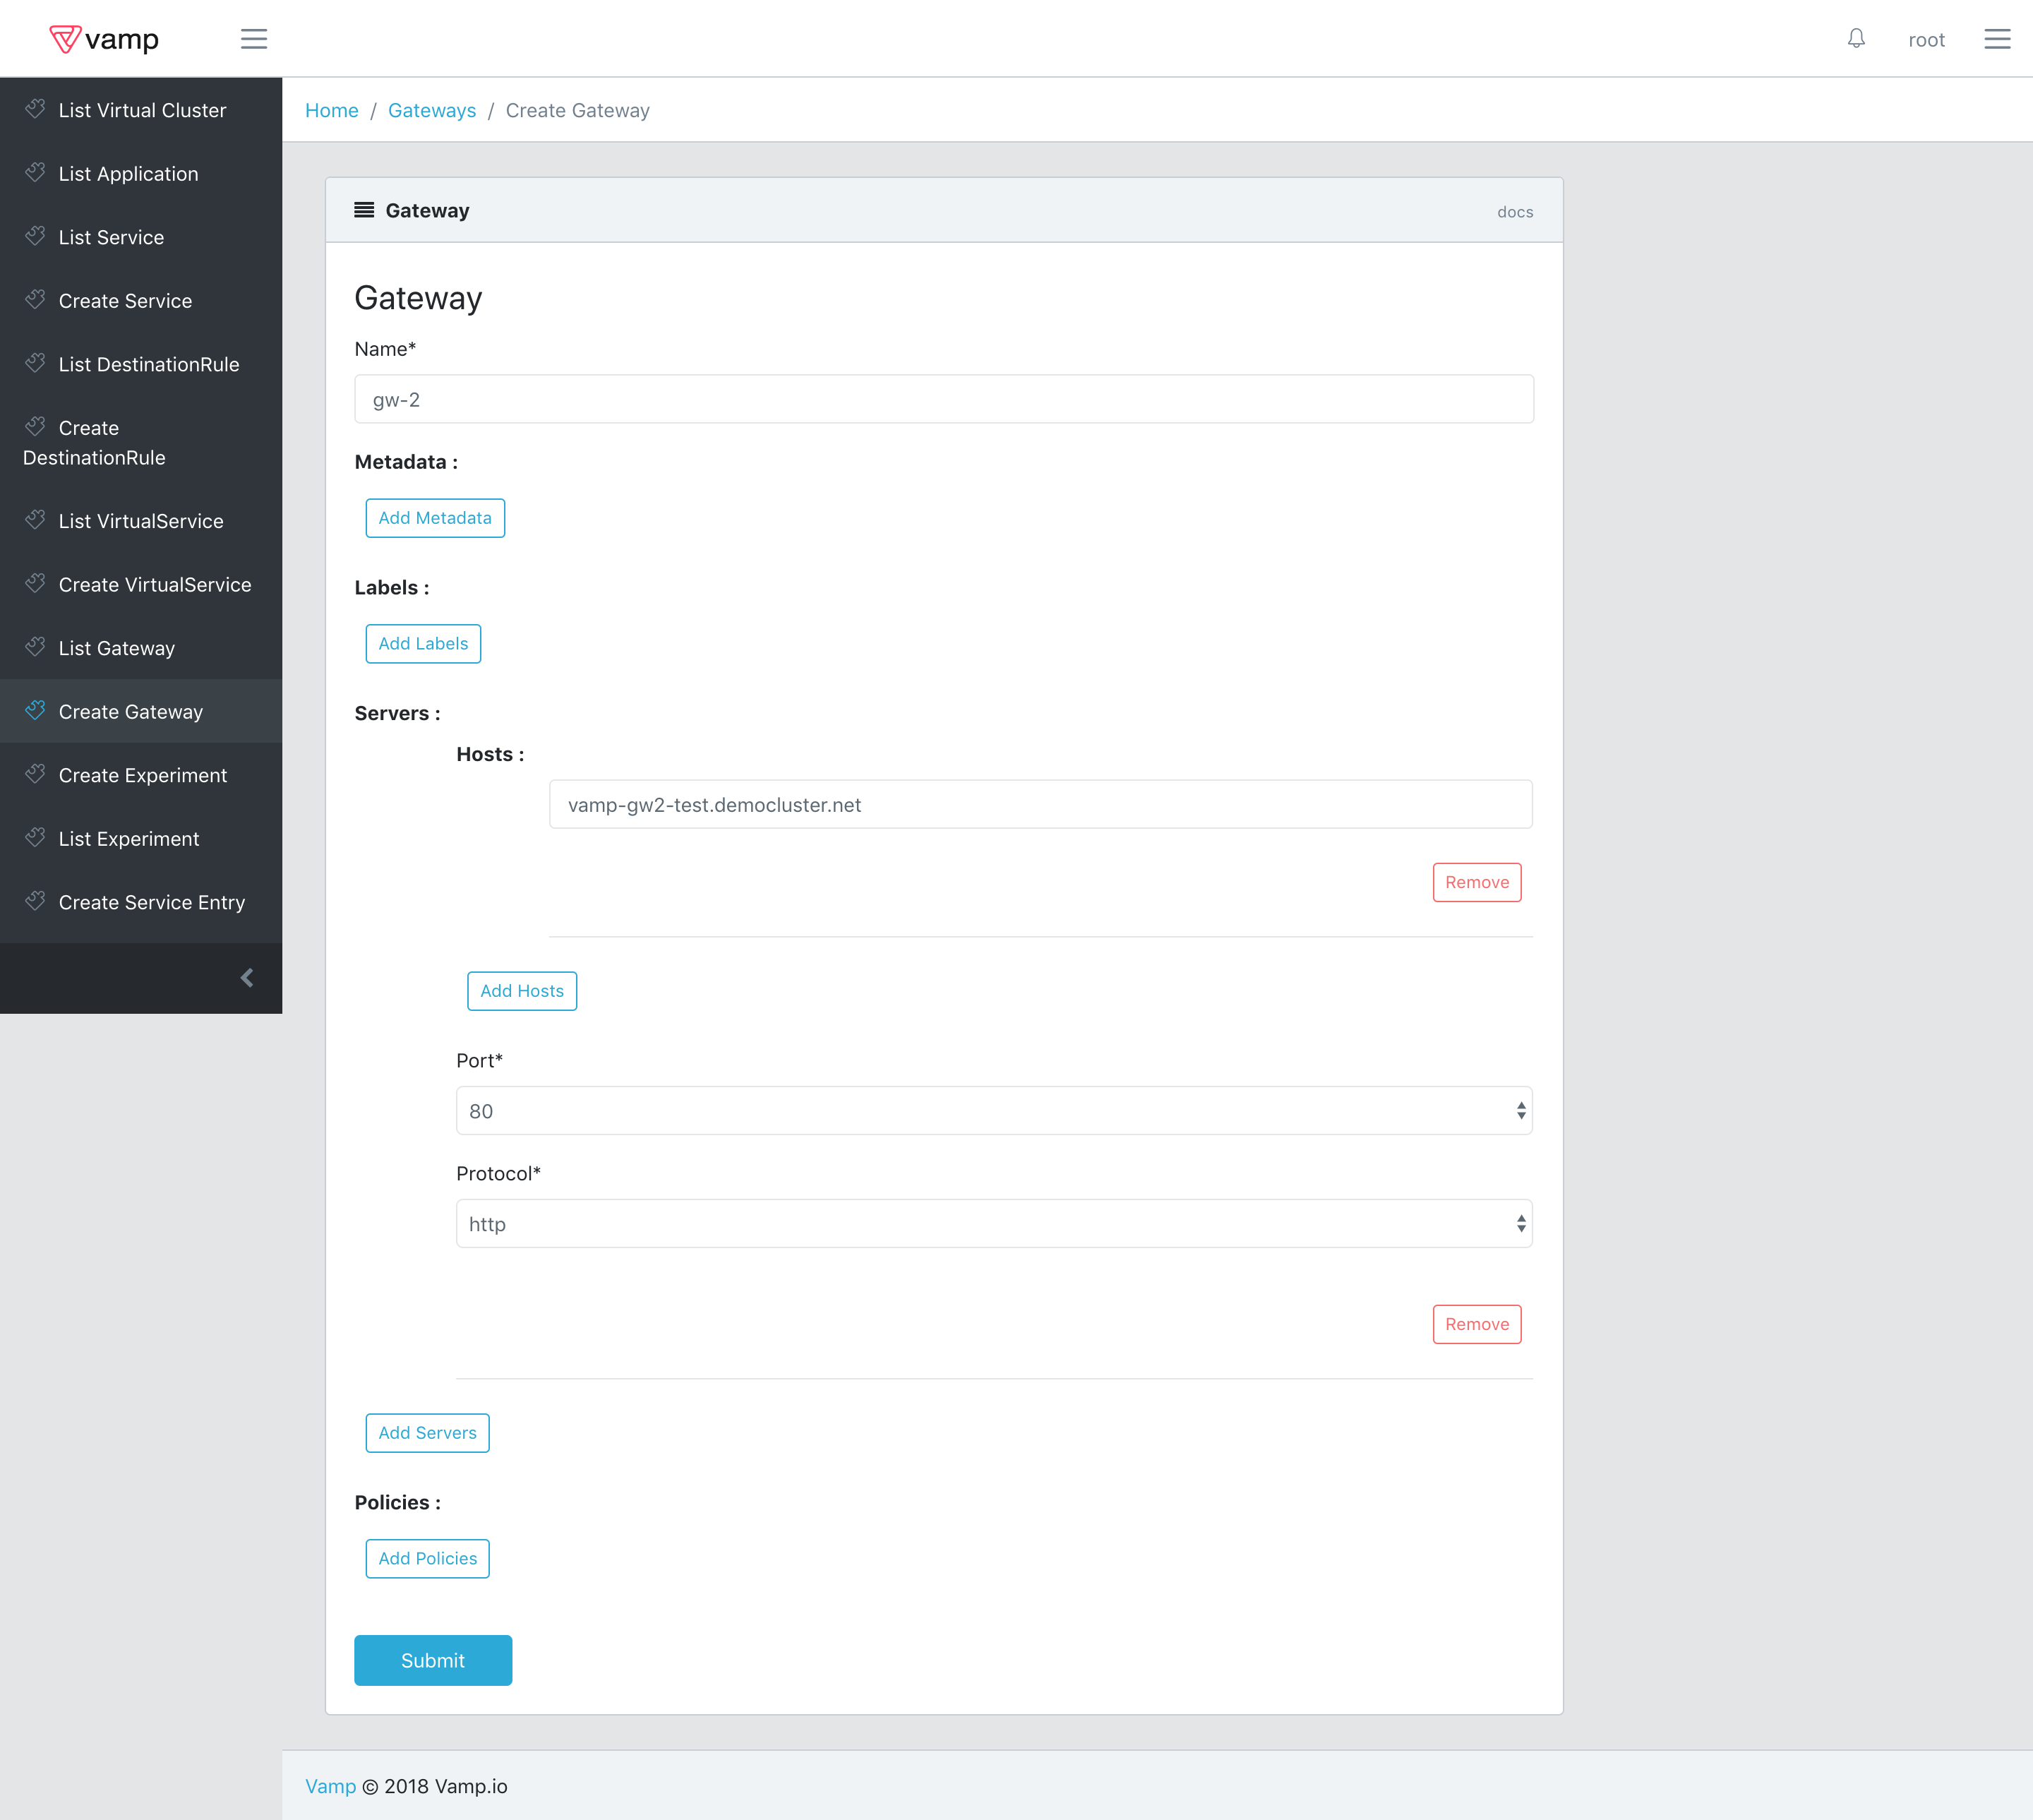 vamp
root
List Virtual Cluster
List Application
List Service
Create Service
List DestinationRule
Create
DestinationRule
List VirtualService
Create VirtualService
List Gateway
Create Gateway
Create Experiment
List Experiment
Create Service Entry
Home / Gateways / Create Gateway
Gateway docs
Gateway
Name*
gw-2
Metadata :
Add Metadata
Labels :
Add Labels
Servers :
Hosts :
vamp-gw2-test.democluster.net
Remove
Add Hosts
Port*
80
Protocol*
http
Remove
Add Servers
Policies :
Add Policies
Submit
Vamp © 2018 Vamp.io